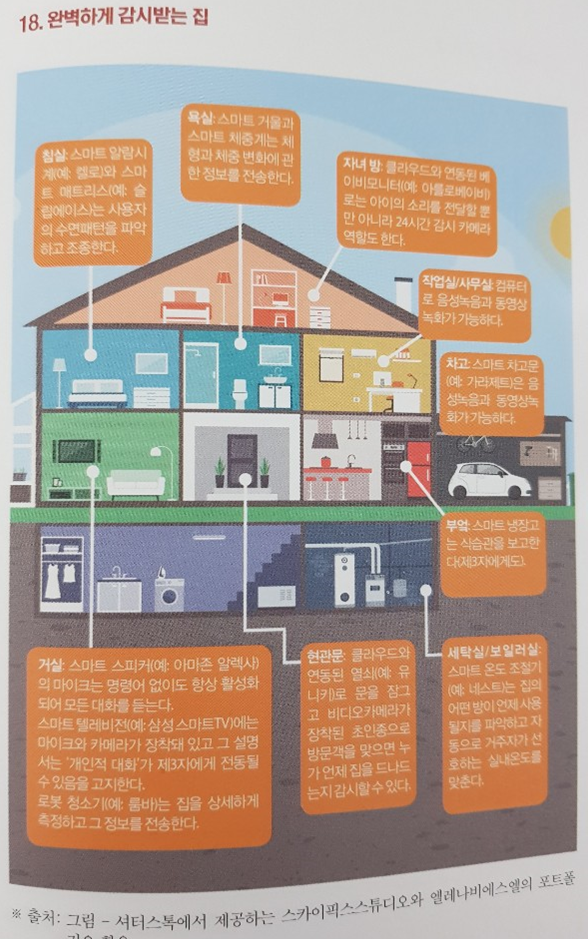 18. 완벽하게 감시받는 집
욕실: 스마트 거울과
스마트 체중계는 체
형과 체중 변화에 관
한 정보를 전송한다.
침실: 스마트 알람시
계(예: 켈로)와 스마
트 매트리스(예: 슬
립에이스)는 사용자
의 수면패턴을 파악
하고 조종한다.
자녀 방: 클라우드와 연동된 베
이비모니터(예: 아틀로베이비)
로는 아이의 소리를 전달할 뿐
만 아니라 24시간 감시 카메라
역할도 한다.
작업실/사무실: 컴퓨터
로 음성녹음과 동영상
녹화가 가능하다.
차고: 스마트 차고문
(예: 가라제트)은 음
성녹음과 동영상녹
화가 가능하다.
부엌: 스마트 냉장고
는 식습관을 보고한
다(제3자에게도).
거실: 스마트 스피커(예: 아마존 알렉사)
의 마이크는 명령어 없이도 항상 활성화
되어 모든 대화를 듣는다.
스마트 텔레비전(예: 삼성 스마트TV)에는
마이크와 카메라가 장착돼 있고 그 설명
서는 '개인적 대화'가 제3자에게 전동될
수 있음을 고지한다.
로봇 청소기(예: 룸바)는 집을 상세하게
측정하고 그 정보를 전송한다.
현관문: 클라우드와
연동된 열쇠(예: 유
니키)로 문을 잠그
고 비디오카메라가
장착된 초인종으로
방문객을 맞으면 누
가 언제 집을 드나드
는지 감시할 수 있다.
세탁실/보일러실:
스마트 온도 조절기
(예: 네스트)는 집의
어떤 방이 언제 사용
될지를 파악하고 자
동으로 거주자가 선
호하는 실내온도를
맞춘다.
※ 출처: 그림 – 셔터스톡에서 제공하는 스카이픽스스튜디오와 엘레나비에스엘의 포트폴